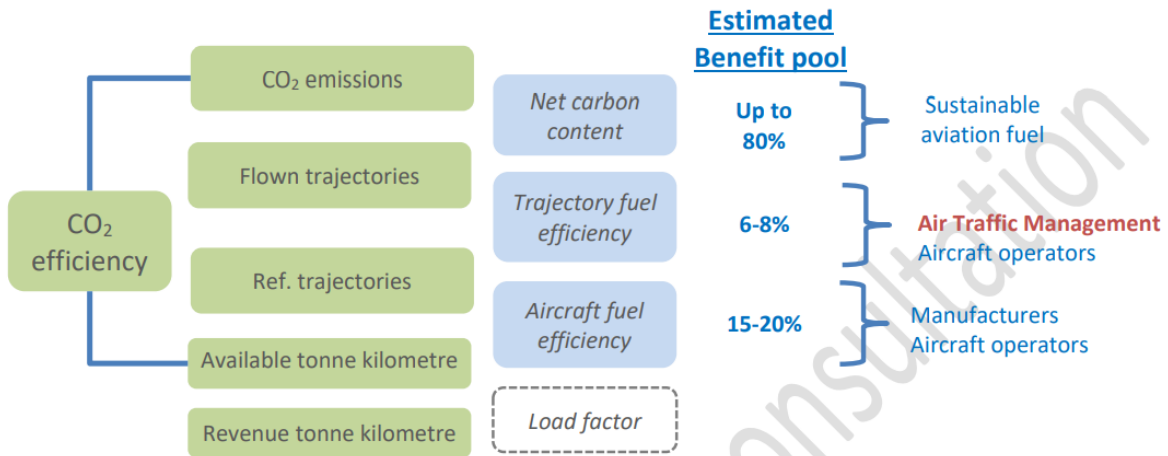 Estimated
Benefit pool
CO₂ emissions
Net carbon
content
Up to
80%
Sustainable
aviation fuel
Flown trajectories
CO₂
efficiency
Trajectory fuel
efficiency
6-8%
Air Traffic Management
Aircraft operators
Ref. trajectories
Aircraft fuel
efficiency
15-20%
Manufacturers
Aircraft operators
Available tonne kilometre
Load factor
Revenue tonne kilometre
onsultation